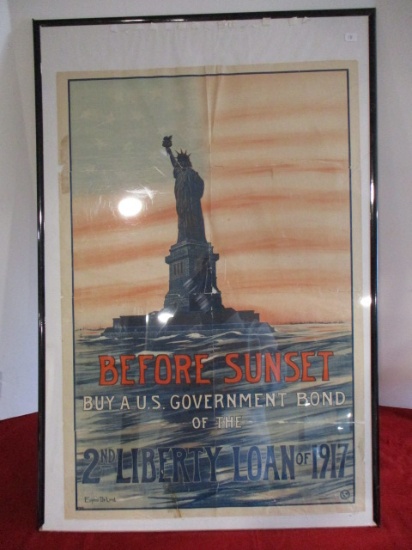 BEFORE SUNSET
BUY A U.S. GOVERNMENT BOND
OF THE
2ND LIBERTY LOAN OF 1917